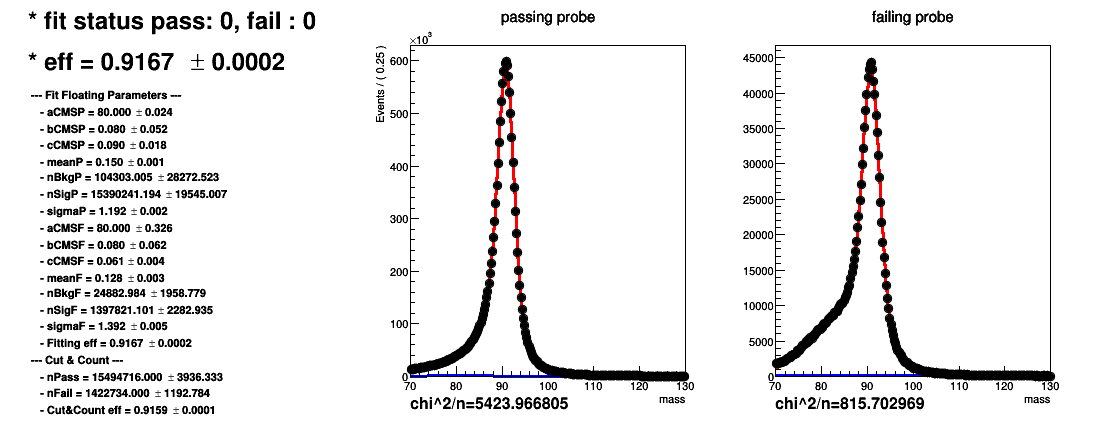 * fit status pass: 0, fail : 0
* eff = 0.9167 ± 0.0002
--- Fit Floating Parameters ---
- aCMSP = 80.000 ± 0.024
- bCMSP = 0.080 ± 0.052
- cCMSP = 0.090 ± 0.018
- meanP = 0.150 ± 0.001
- nBkgP = 104303.005 ± 28272.523
- nSigP = 15390241.194 ± 19545.007
- sigmaP = 1.192 ± 0.002
- aCMSF = 80.000 ± 0.326
- bCMSF = 0.080 ± 0.062
- cCMSF = 0.061 ± 0.004
- meanF = 0.128 ± 0.003
- nBkgF = 24882.984 ± 1958.779
- nSigF = 1397821.101 ± 2282.935
- sigmaF = 1.392 ± 0.005
- Fitting eff = 0.9167 ± 0.0002
--- Cut & Count ---
- nPass = 15494716.000 ± 3936.333
- nFail = 1422734.000 ± 1192.784
- Cut&Count eff = 0.9159 ± 0.0001
passing probe
×10³
Events / ( 0.25 )
600
500
400
300
200
100
0
70 80 90 100 110 120 130
mass
chi^2/n=5423.966805
failing probe
45000
40000
35000
30000
25000
20000
15000
10000
5000
0
70 80 90 100 110 120 130
mass
chi^2/n=815.702969